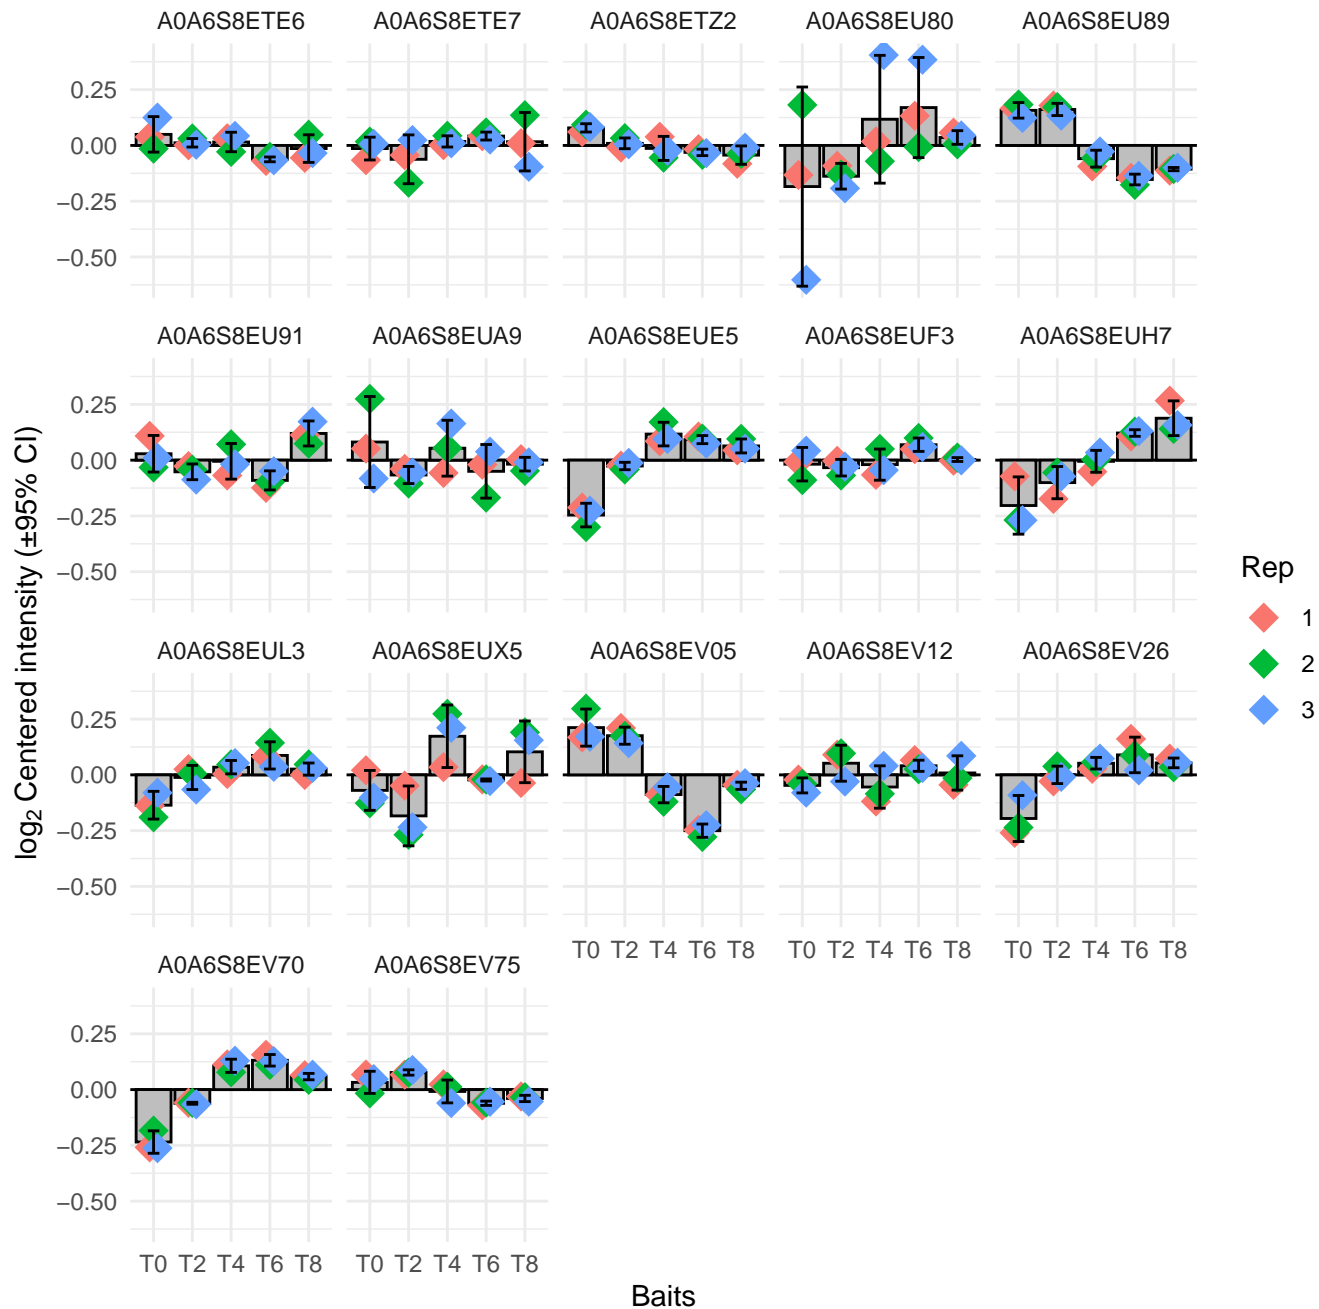 A0A6S8ETE6 A0A6S8ETE7 A0A6S8ETZ2 A0A6S8EU80 A0A6S8EU89
0.25
0.00
−0.25
−0.50
A0A6S8EU91 A0A6S8EUA9 A0A6S8EUE5 A0A6S8EUF3 A0A6S8EUH7
0.25
0.00
−0.25
−0.50
A0A6S8EUL3 A0A6S8EUX5 A0A6S8EV05 A0A6S8EV12 A0A6S8EV26
0.25
0.00
−0.25
−0.50
T0 T2 T4 T6 T8 T0 T2 T4 T6 T8 T0 T2 T4 T6 T8
A0A6S8EV70 A0A6S8EV75
0.25
0.00
−0.25
−0.50
T0 T2 T4 T6 T8 T0 T2 T4 T6 T8
Baits
log2 Centered intensity (±95% CI)
Rep
1
2
3